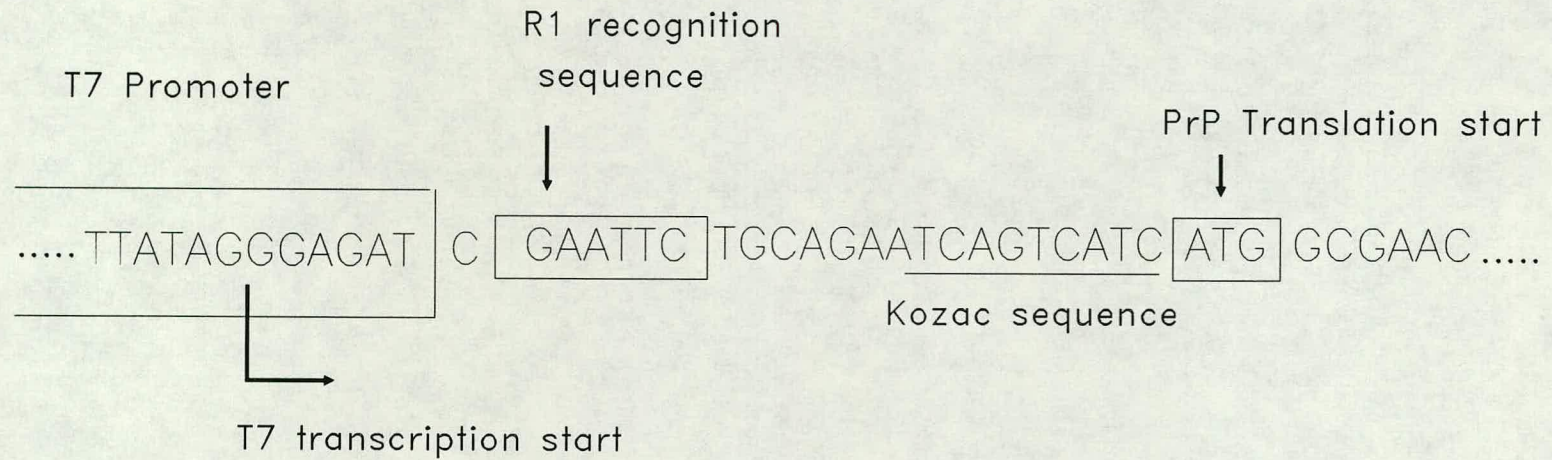 R1 recognition
sequence
T7 Promoter
PrP Translation start
.....TTATAGGGAGAT C GAATTC TGCAGAATCAGTCATC ATG GCGAAC.....
Kozac sequence
T7 transcription start